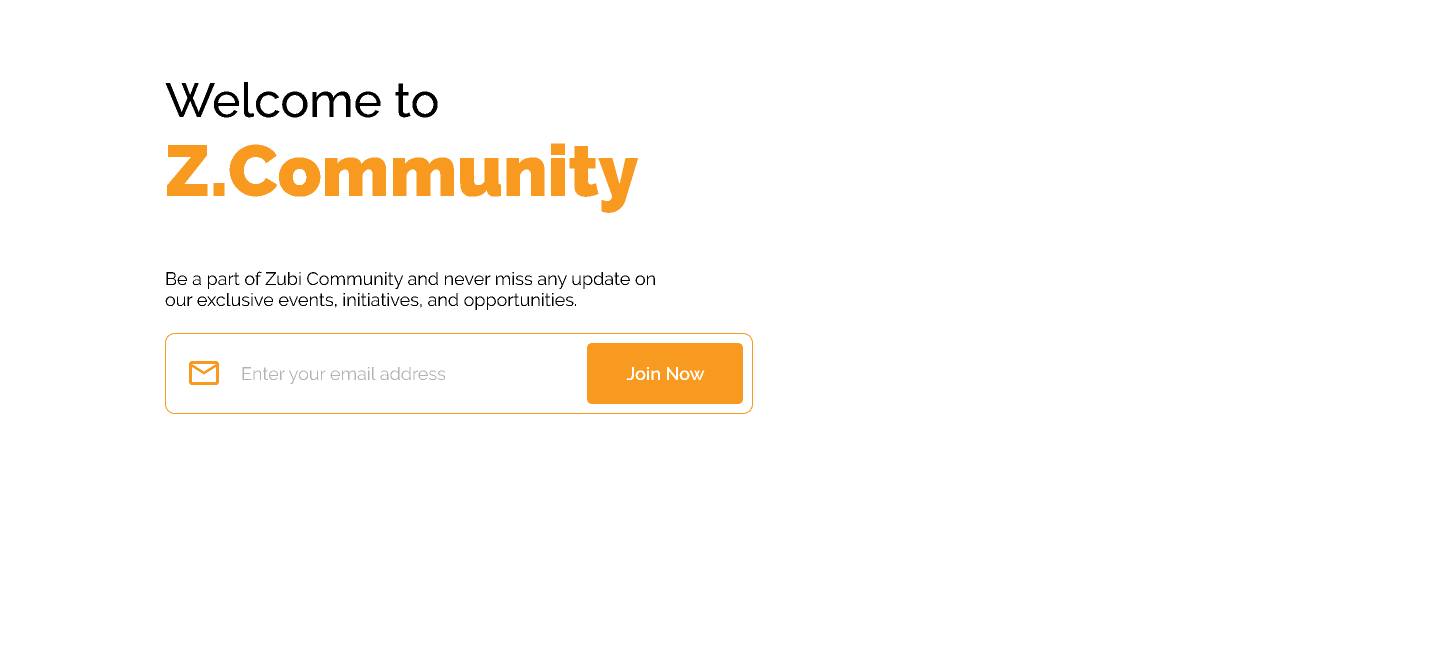 Welcome to
Z.Community
Be a part of Zubi Community and never miss any update on
our exclusive events, initiatives, and opportunities.
Enter your email address
Join Now